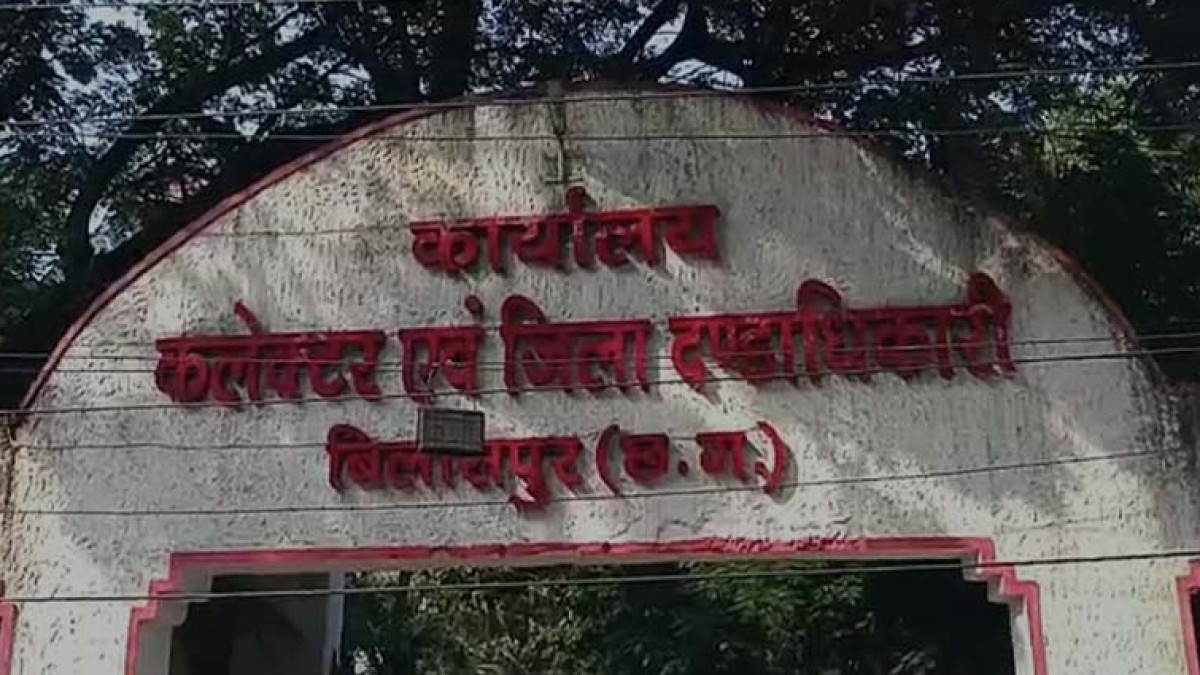 कार्यालय
कलेक्टर एवं जिला दण्डाधिकारी
बिलासपुर (छ.ग.)